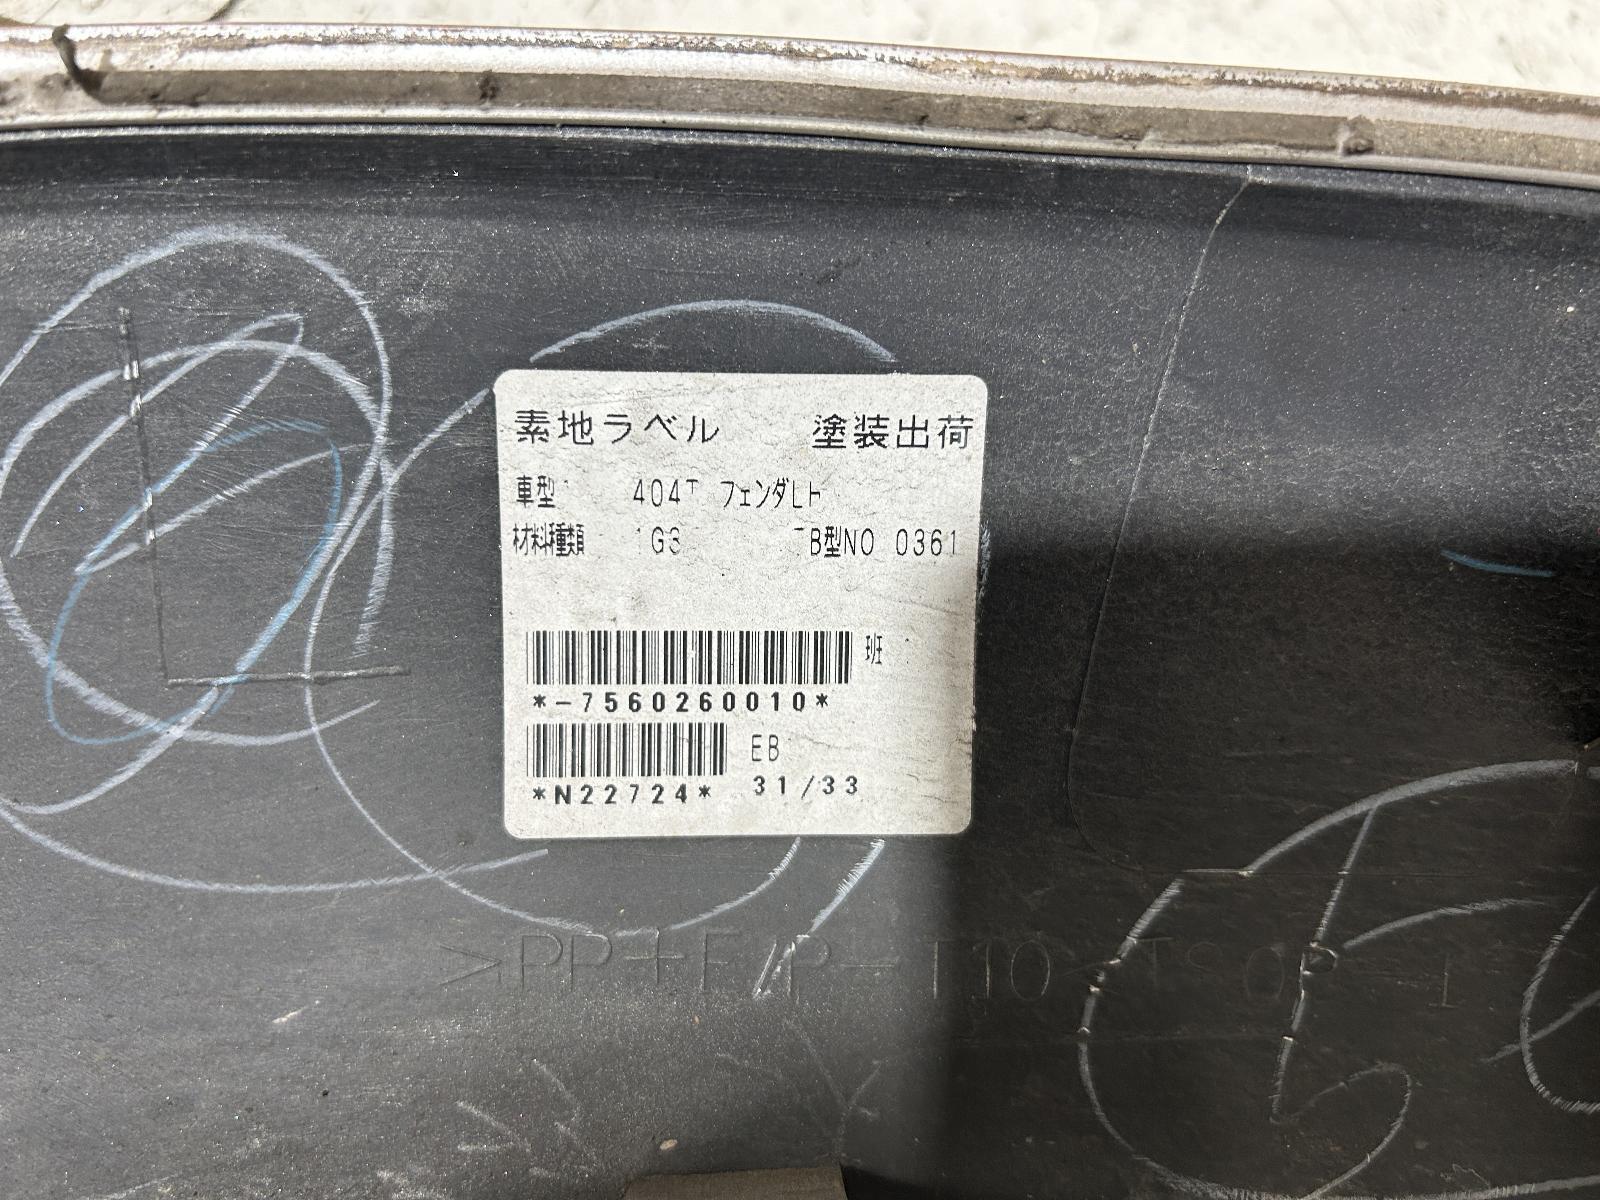 素地ラベル 塗装出荷
車型 404T フェンダLH
材料種類 1G3 TB型NO 0361
班
*-7560260010*
EB
*N22724* 31/33
>PP+E/P-T10< TSOP-1